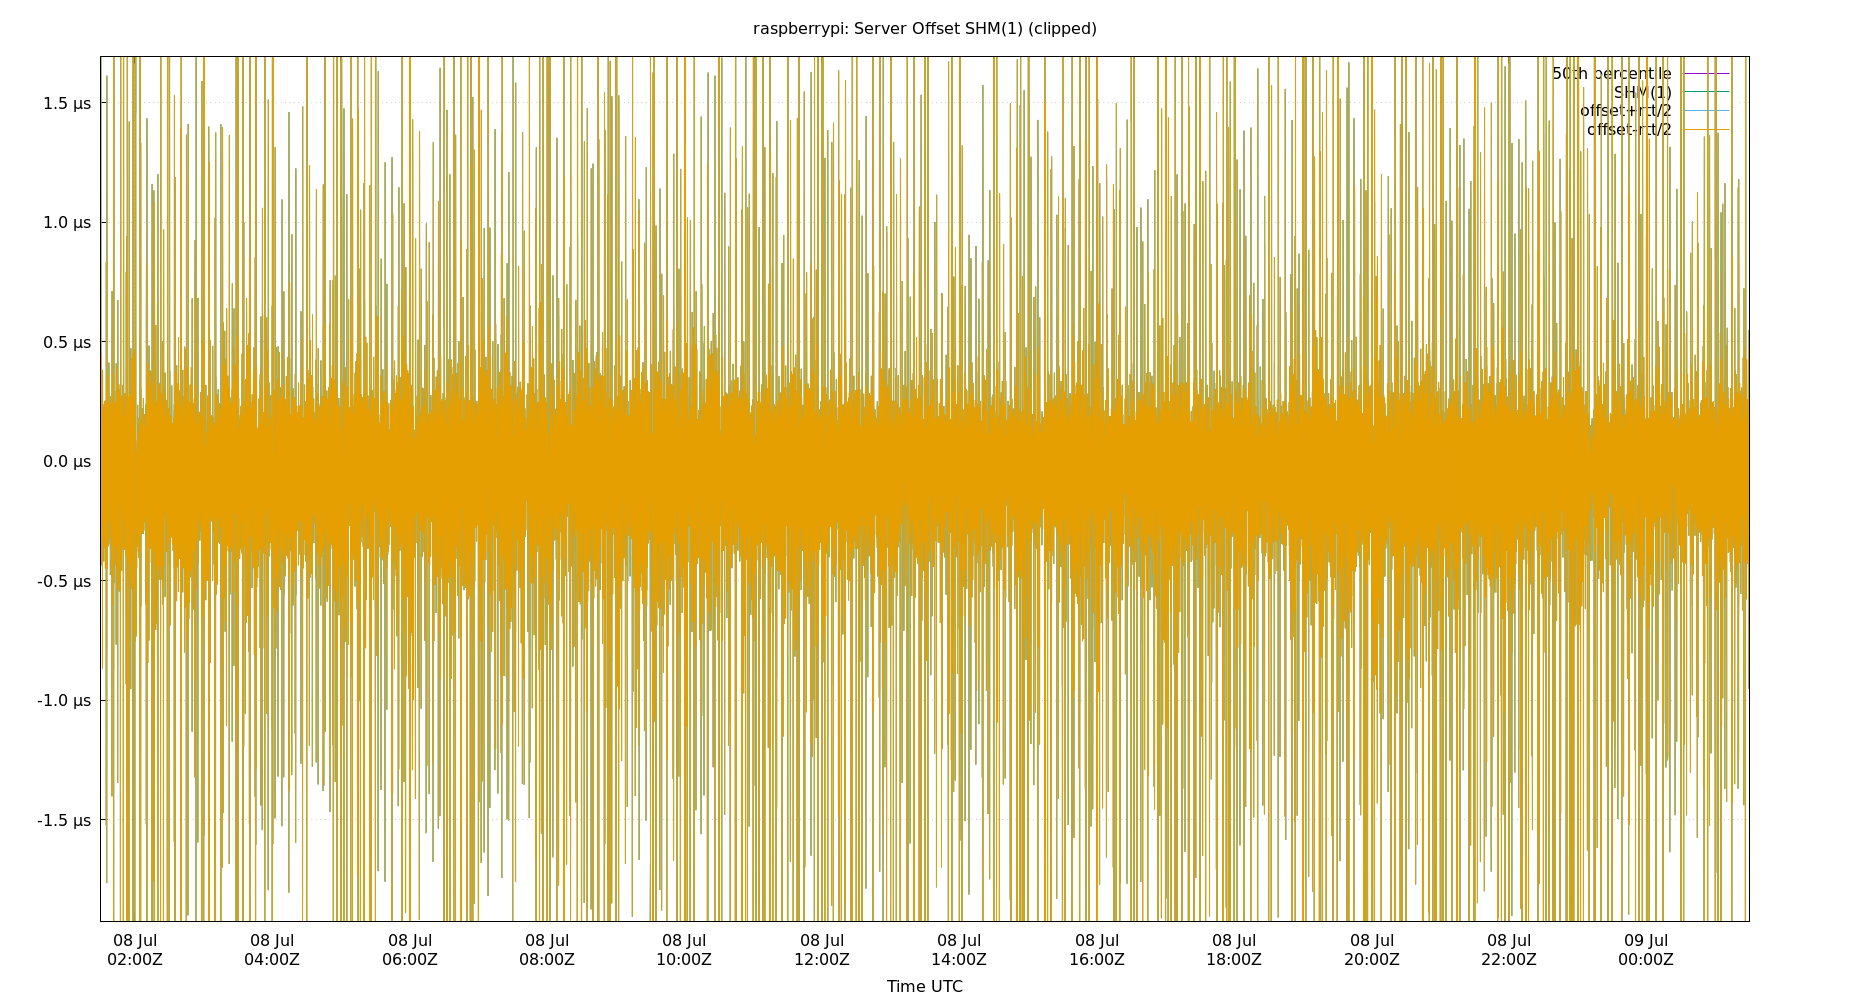 raspberrypi: Server Offset SHM(1) (clipped)
50th percentile
SHM(1)
offset+rtt/2
offset-rtt/2
1.5 µs
1.0 µs
0.5 µs
0.0 µs
-0.5 µs
-1.0 µs
-1.5 µs
08 Jul 08 Jul 08 Jul 08 Jul 08 Jul 08 Jul 08 Jul 08 Jul 08 Jul 08 Jul 08 Jul 09 Jul
02:00Z 04:00Z 06:00Z 08:00Z 10:00Z 12:00Z 14:00Z 16:00Z 18:00Z 20:00Z 22:00Z 00:00Z
Time UTC